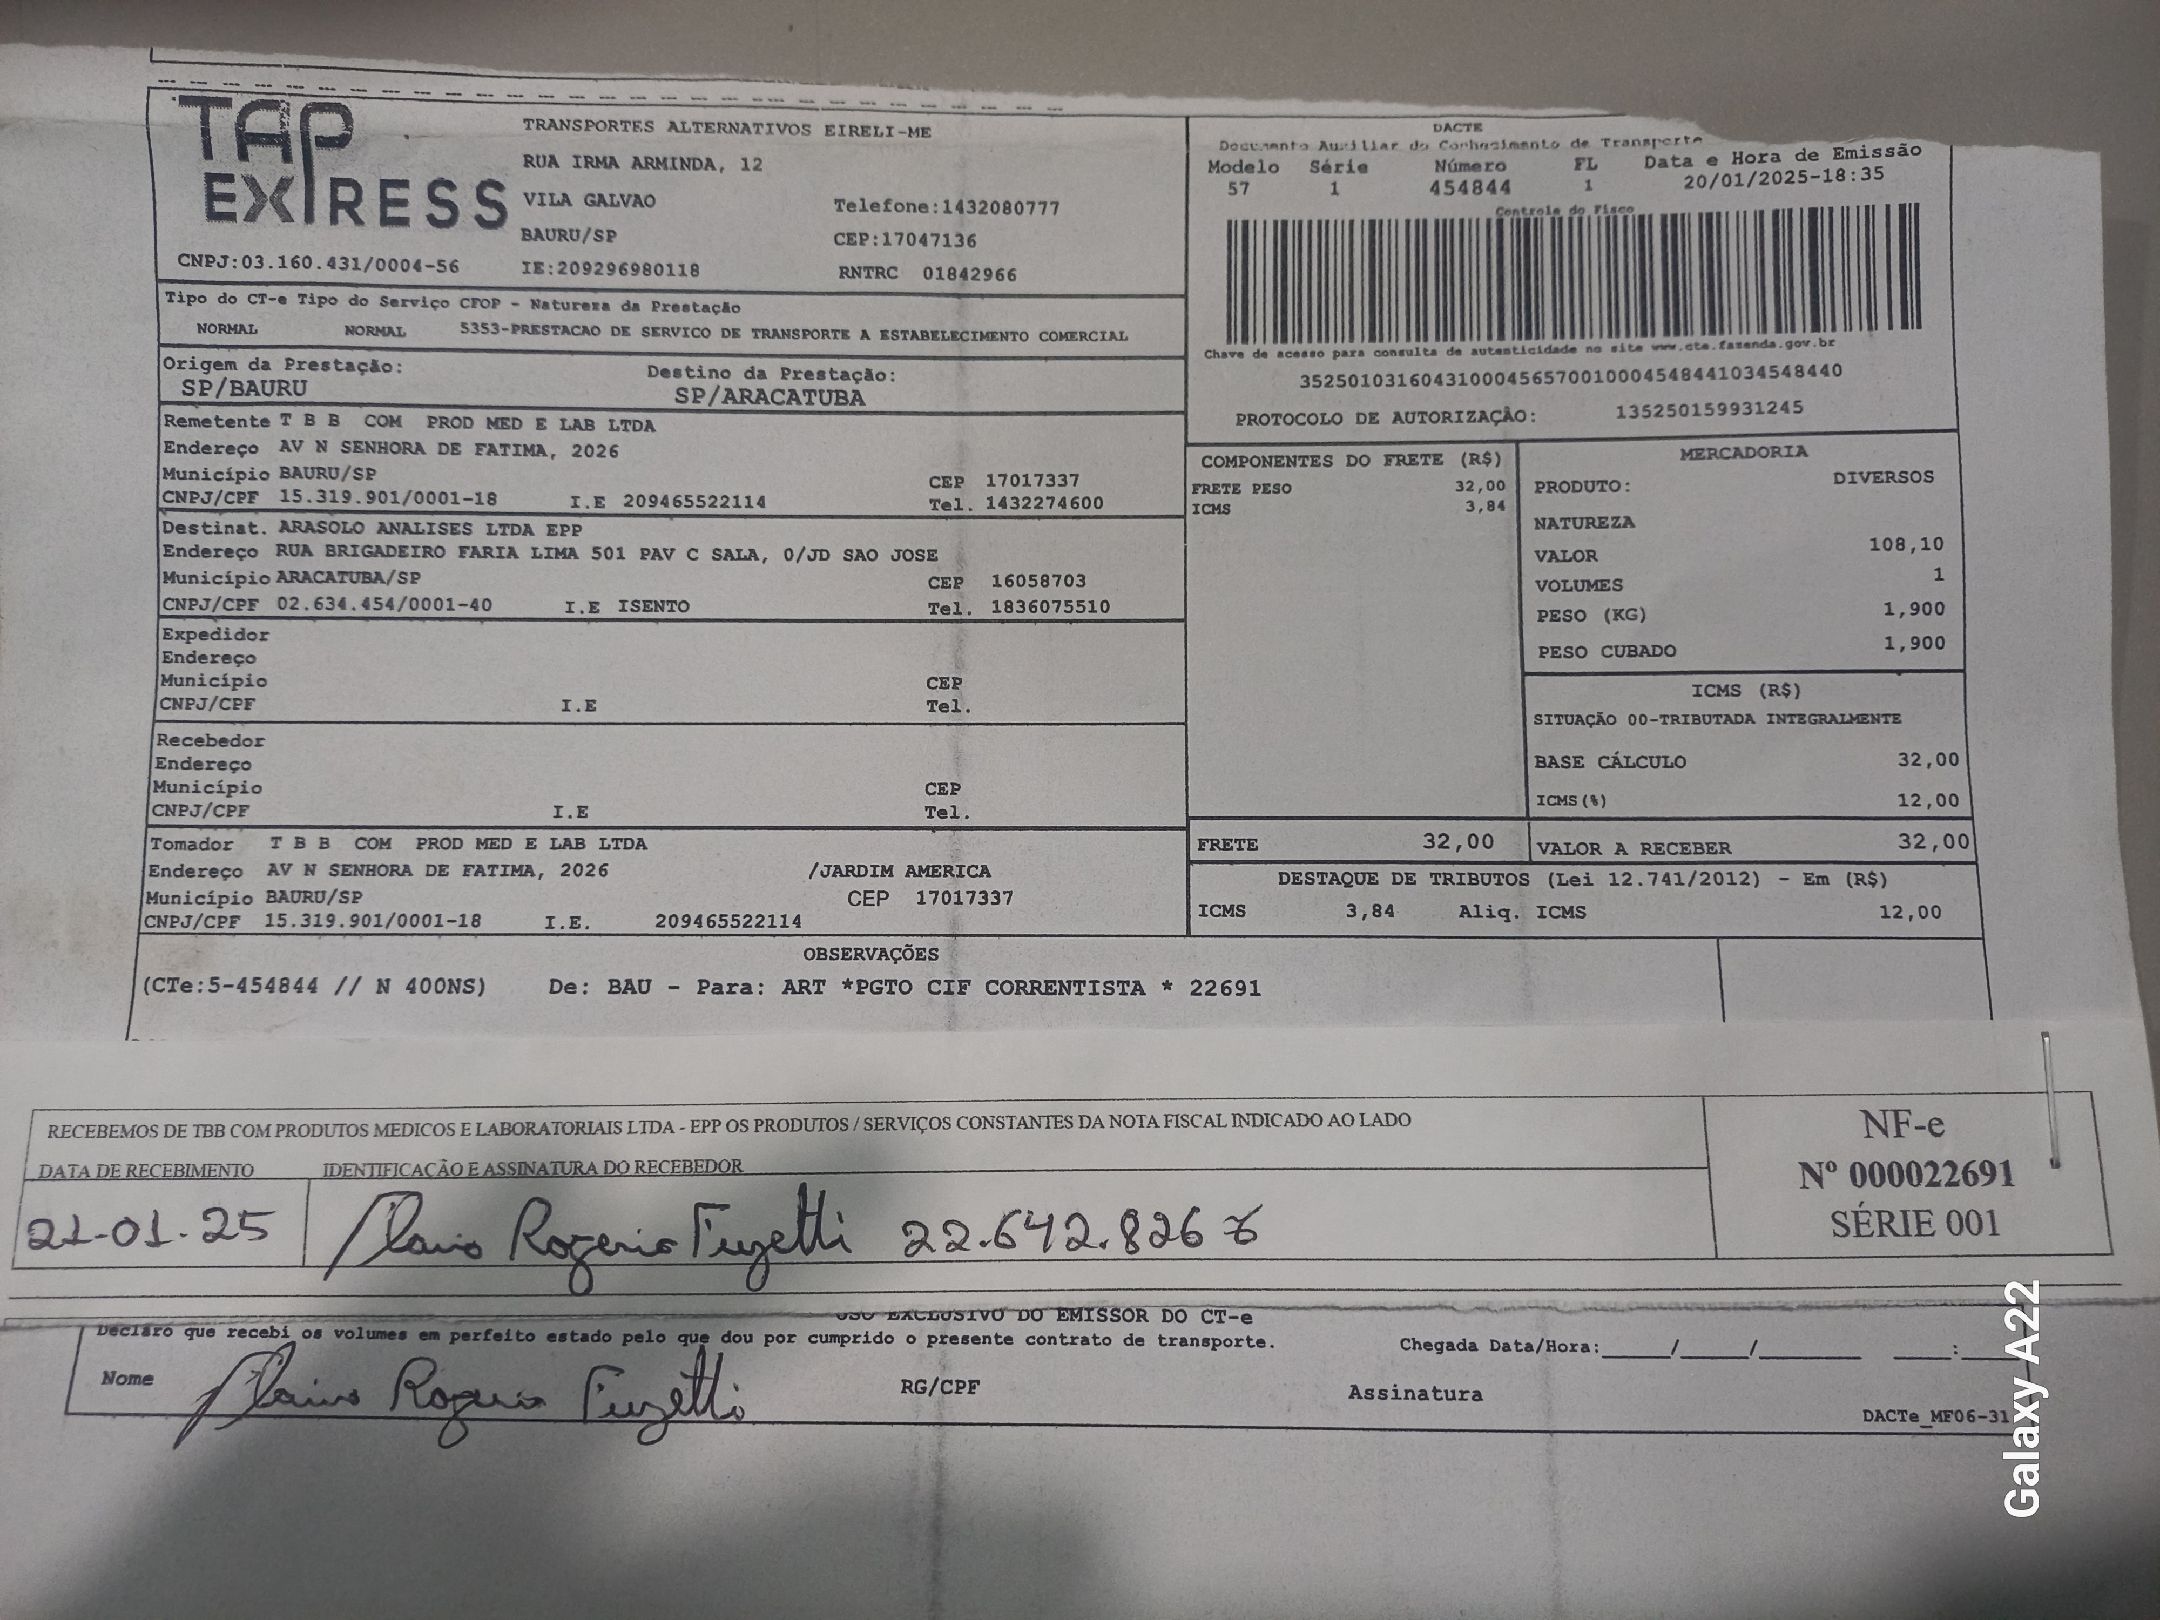 TAP
EXPRESS
CNPJ:03.160.431/0004-56
TRANSPORTES ALTERNATIVOS EIRELI-ME
RUA IRMA ARMINDA, 12
VILA GALVAO Telefone:1432080777
BAURU/SP CEP:17047136
IE:209296980118 RNTRC 01842966
DACTE
Documento Auxiliar do Conhecimento de Transporte
Modelo Série Número FL Data e Hora de Emissão
57 1 454844 1 20/01/2025-18:35
Controle do Fisco
Chave de acesso para consulta de autenticidade no site www.cte.fazenda.gov.br
35250103160431000456570010004548441034548440
PROTOCOLO DE AUTORIZAÇÃO: 135250159931245
Tipo do CT-e Tipo do Serviço CFOP - Natureza da Prestação
NORMAL NORMAL 5353-PRESTACAO DE SERVICO DE TRANSPORTE A ESTABELECIMENTO COMERCIAL
Origem da Prestação: Destino da Prestação:
SP/BAURU SP/ARACATUBA
Remetente T B B COM PROD MED E LAB LTDA
Endereço AV N SENHORA DE FATIMA, 2026
Município BAURU/SP CEP 17017337
CNPJ/CPF 15.319.901/0001-18 I.E 209465522114 Tel. 1432274600
Destinat. ARASOLO ANALISES LTDA EPP
Endereço RUA BRIGADEIRO FARIA LIMA 501 PAV C SALA, 0/JD SAO JOSE
Município ARACATUBA/SP CEP 16058703
CNPJ/CPF 02.634.454/0001-40 I.E ISENTO Tel. 1836075510
Expedidor
Endereço
Município CEP
CNPJ/CPF I.E Tel.
Recebedor
Endereço
Município CEP
CNPJ/CPF I.E Tel.
Tomador T B B COM PROD MED E LAB LTDA
Endereço AV N SENHORA DE FATIMA, 2026 /JARDIM AMERICA
Município BAURU/SP CEP 17017337
CNPJ/CPF 15.319.901/0001-18 I.E. 209465522114
COMPONENTES DO FRETE (R$)
FRETE PESO 32,00
ICMS 3,84
MERCADORIA
PRODUTO: DIVERSOS
NATUREZA
VALOR 108,10
VOLUMES 1
PESO (KG) 1,900
PESO CUBADO 1,900
ICMS (R$)
SITUAÇÃO 00-TRIBUTADA INTEGRALMENTE
BASE CÁLCULO 32,00
ICMS(%) 12,00
FRETE 32,00 VALOR A RECEBER 32,00
DESTAQUE DE TRIBUTOS (Lei 12.741/2012) - Em (R$)
ICMS 3,84 Aliq. ICMS 12,00
OBSERVAÇÕES
(CTe:5-454844 // N 400NS) De: BAU - Para: ART *PGTO CIF CORRENTISTA * 22691
RECEBEMOS DE TBB COM PRODUTOS MEDICOS E LABORATORIAIS LTDA - EPP OS PRODUTOS / SERVIÇOS CONSTANTES DA NOTA FISCAL INDICADO AO LADO
DATA DE RECEBIMENTO IDENTIFICAÇÃO E ASSINATURA DO RECEBEDOR
21-01-25 Rogerio 22.642.826
NF-e
Nº 000022691
SÉRIE 001
USO EXCLUSIVO DO EMISSOR DO CT-e
Declaro que recebi os volumes em perfeito estado pelo que dou por cumprido o presente contrato de transporte. Chegada Data/Hora:_____/_____/________ ____:____
Nome Rogerio RG/CPF Assinatura
DACTe_MF06-31
Galaxy A22